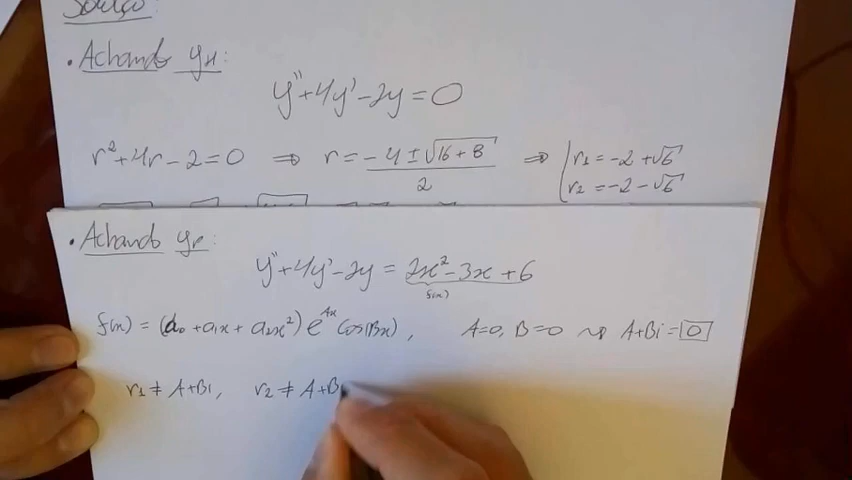 Solução
• Achando y_H:
y'' + 4y' - 2y = 0
r² + 4r - 2 = 0 ⇒ r = (-4 ± √(16 + 8))/2 ⇒ { r1 = -2 + √6
r2 = -2 - √6
• Achando y_p:
y'' + 4y' - 2y = 2x² - 3x + 6
f(x)
f(x) = (a₀ + a₁x + a₂x²) e^{Ax} cos(Bx), A=0, B=0 ⇝ A+Bi = 0
r1 ≠ A+Bi, r2 ≠ A+B